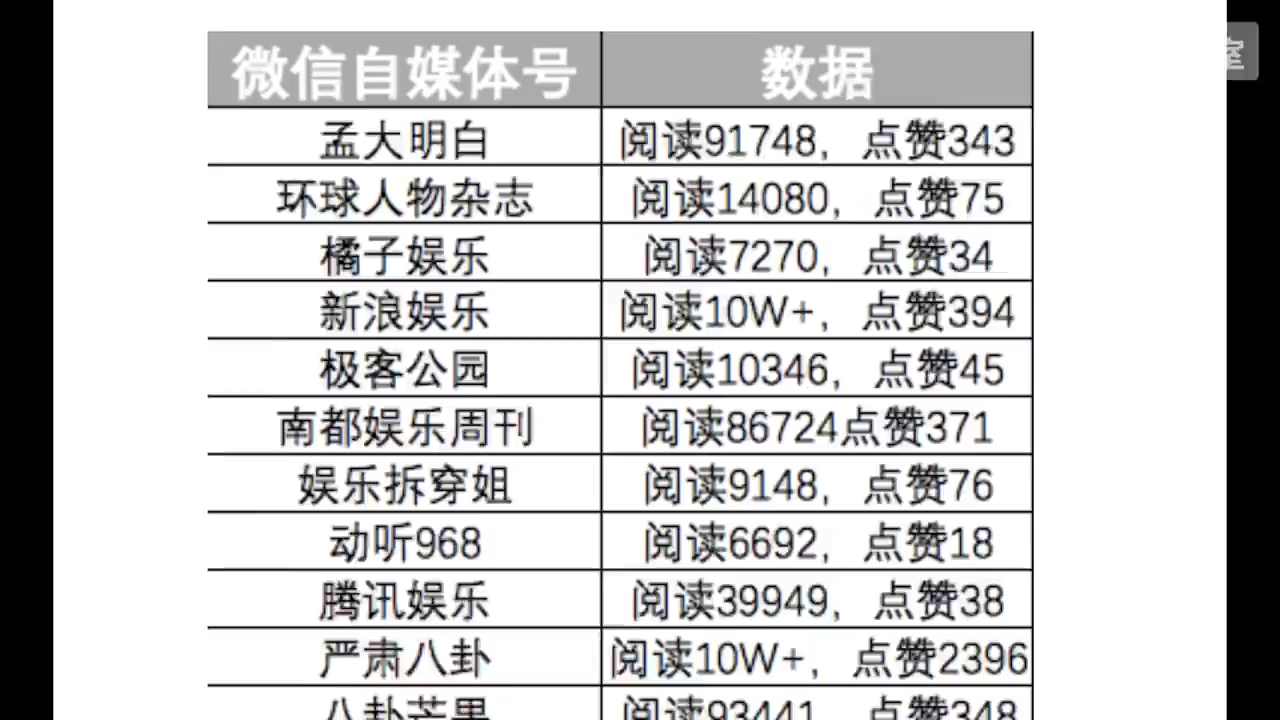 微信自媒体号 数据
孟大明白 阅读91748，点赞343
环球人物杂志 阅读14080，点赞75
橘子娱乐 阅读7270，点赞34
新浪娱乐 阅读10W+，点赞394
极客公园 阅读10346，点赞45
南都娱乐周刊 阅读86724点赞371
娱乐拆穿姐 阅读9148，点赞76
动听968 阅读6692，点赞18
腾讯娱乐 阅读39949，点赞38
严肃八卦 阅读10W+，点赞2396
八卦芒果 阅读93441，点赞348